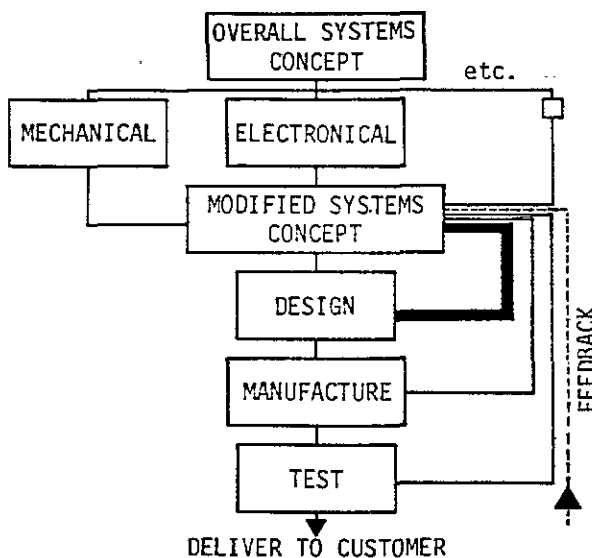 OVERALL SYSTEMS
CONCEPT
etc.
MECHANICAL
ELECTRONICAL
MODIFIED SYSTEMS
CONCEPT
DESIGN
MANUFACTURE
TEST
FEEDBACK
DELIVER TO CUSTOMER